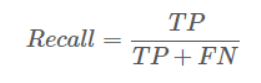 Recall = TP / TP + FN